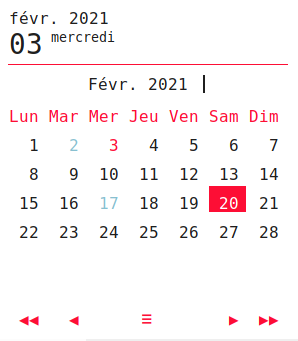 févr. 2021
03 mercredi
Févr. 2021
Lun Mar Mer Jeu Ven Sam Dim
1 2 3 4 5 6 7
8 9 10 11 12 13 14
15 16 17 18 19 20 21
22 23 24 25 26 27 28